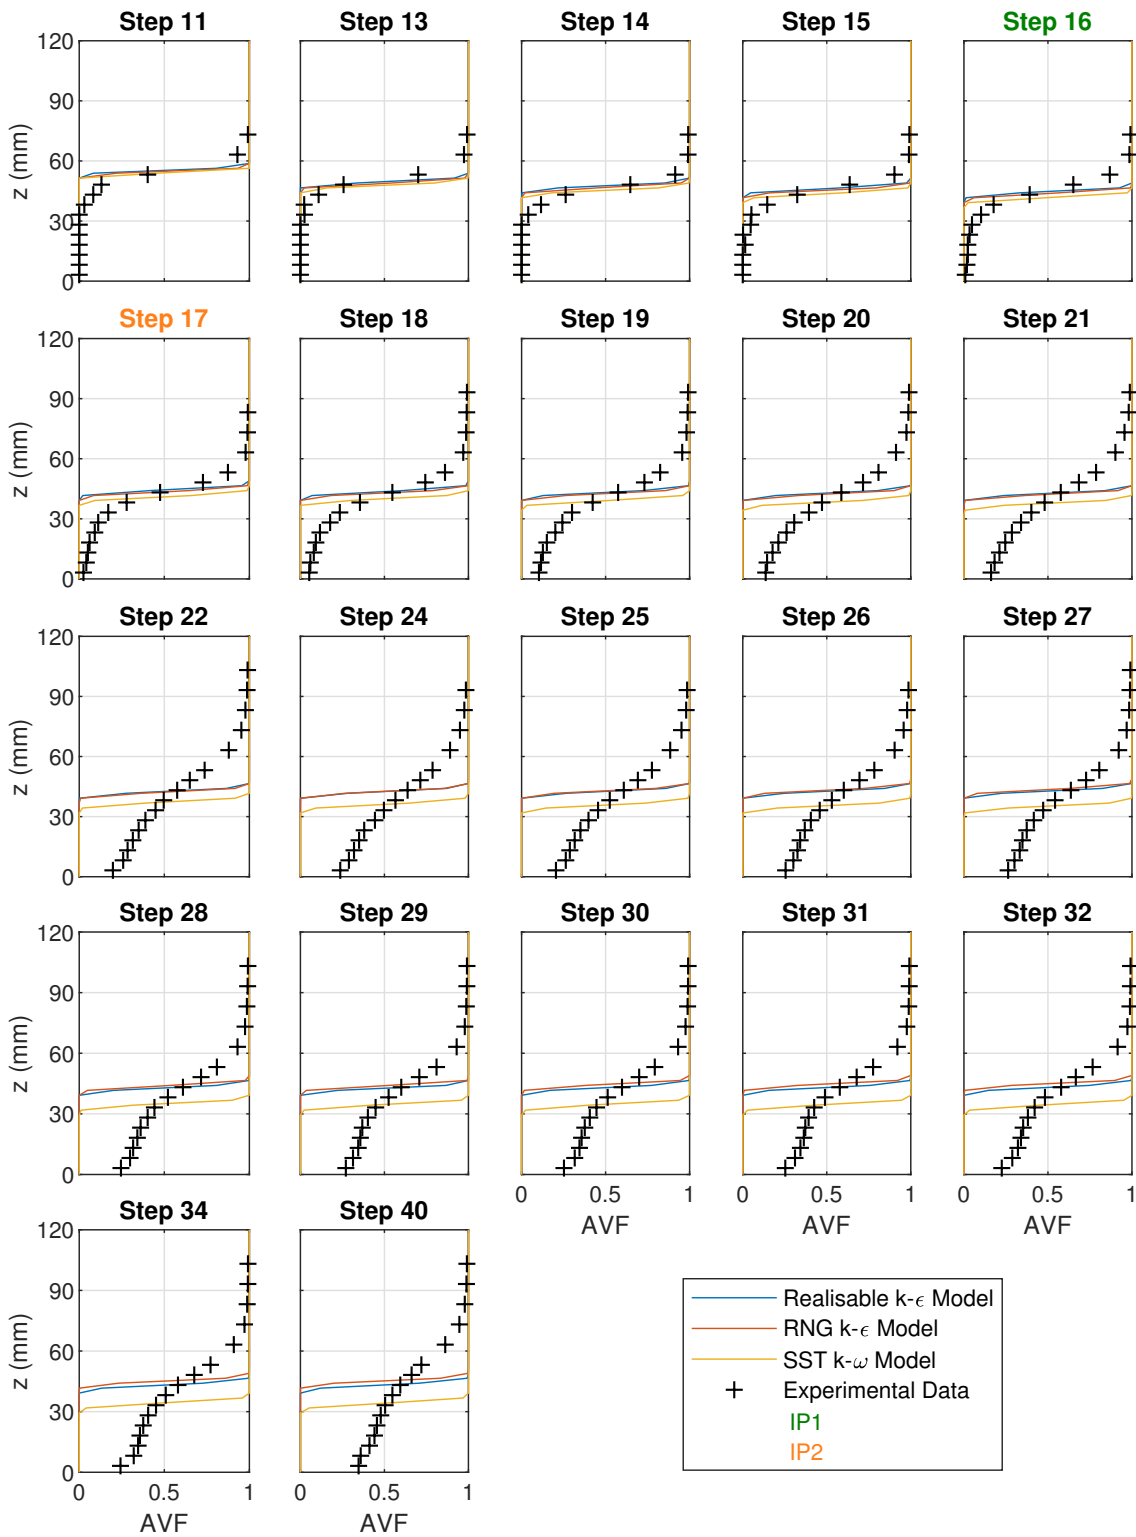 Step 11 Step 13 Step 14 Step 15 Step 16
120
90
60
30
0
z (mm)
Step 17 Step 18 Step 19 Step 20 Step 21
120
90
60
30
0
z (mm)
Step 22 Step 24 Step 25 Step 26 Step 27
120
90
60
30
0
z (mm)
Step 28 Step 29 Step 30 Step 31 Step 32
120
90
60
30
0
z (mm)
0 0.5 1 0 0.5 1 0 0.5 1
AVF AVF AVF
Step 34 Step 40
120
90
60
30
0
z (mm)
0 0.5 1 0 0.5 1
AVF AVF
Realisable k-ϵ Model
RNG k-ϵ Model
SST k-ω Model
Experimental Data
IP1
IP2